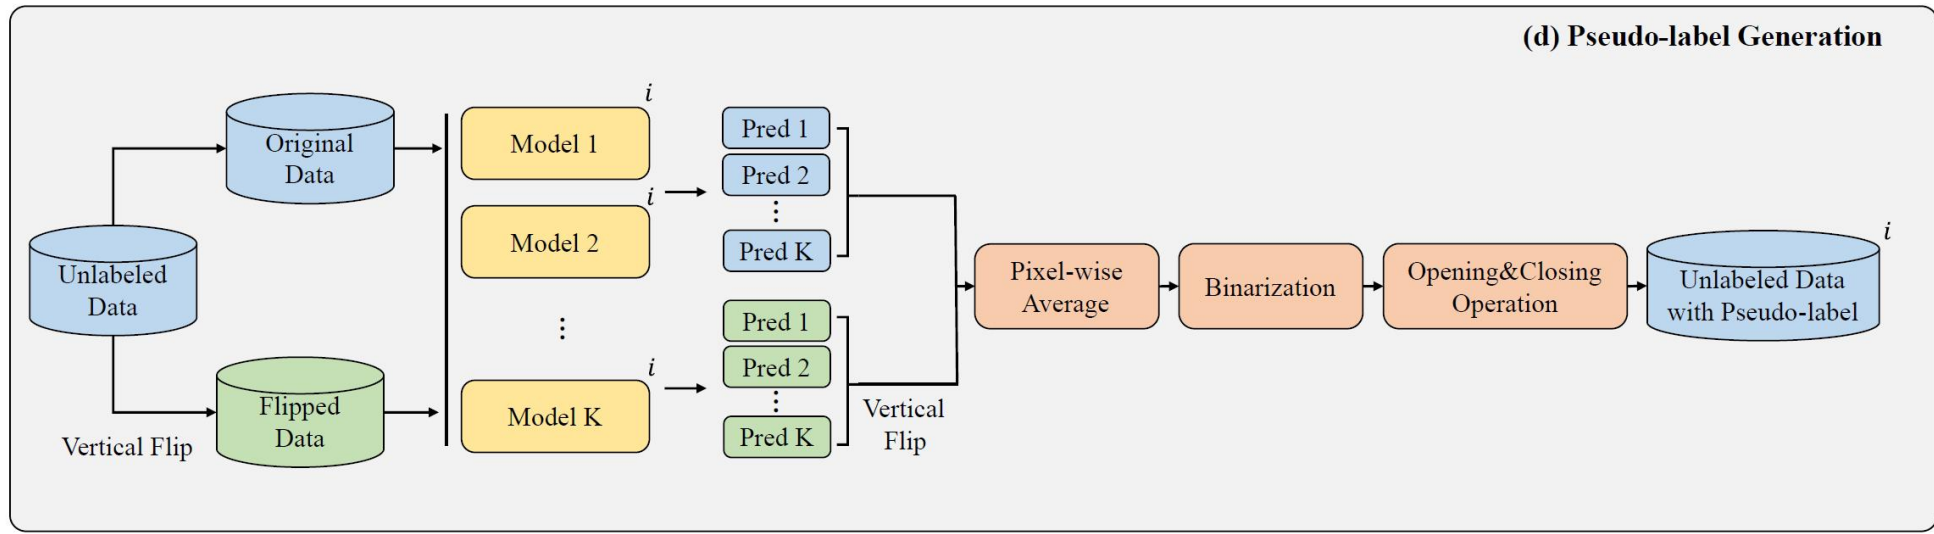 (d) Pseudo-label Generation
Original
Data
Unlabeled
Data
Vertical Flip
Flipped
Data
Model 1
i
Model 2
i
⋮
Model K
i
Pred 1
Pred 2
⋮
Pred K
Pred 1
Pred 2
⋮
Pred K
Vertical
Flip
Pixel-wise
Average
Binarization
Opening&Closing
Operation
Unlabeled Data
with Pseudo-label
i